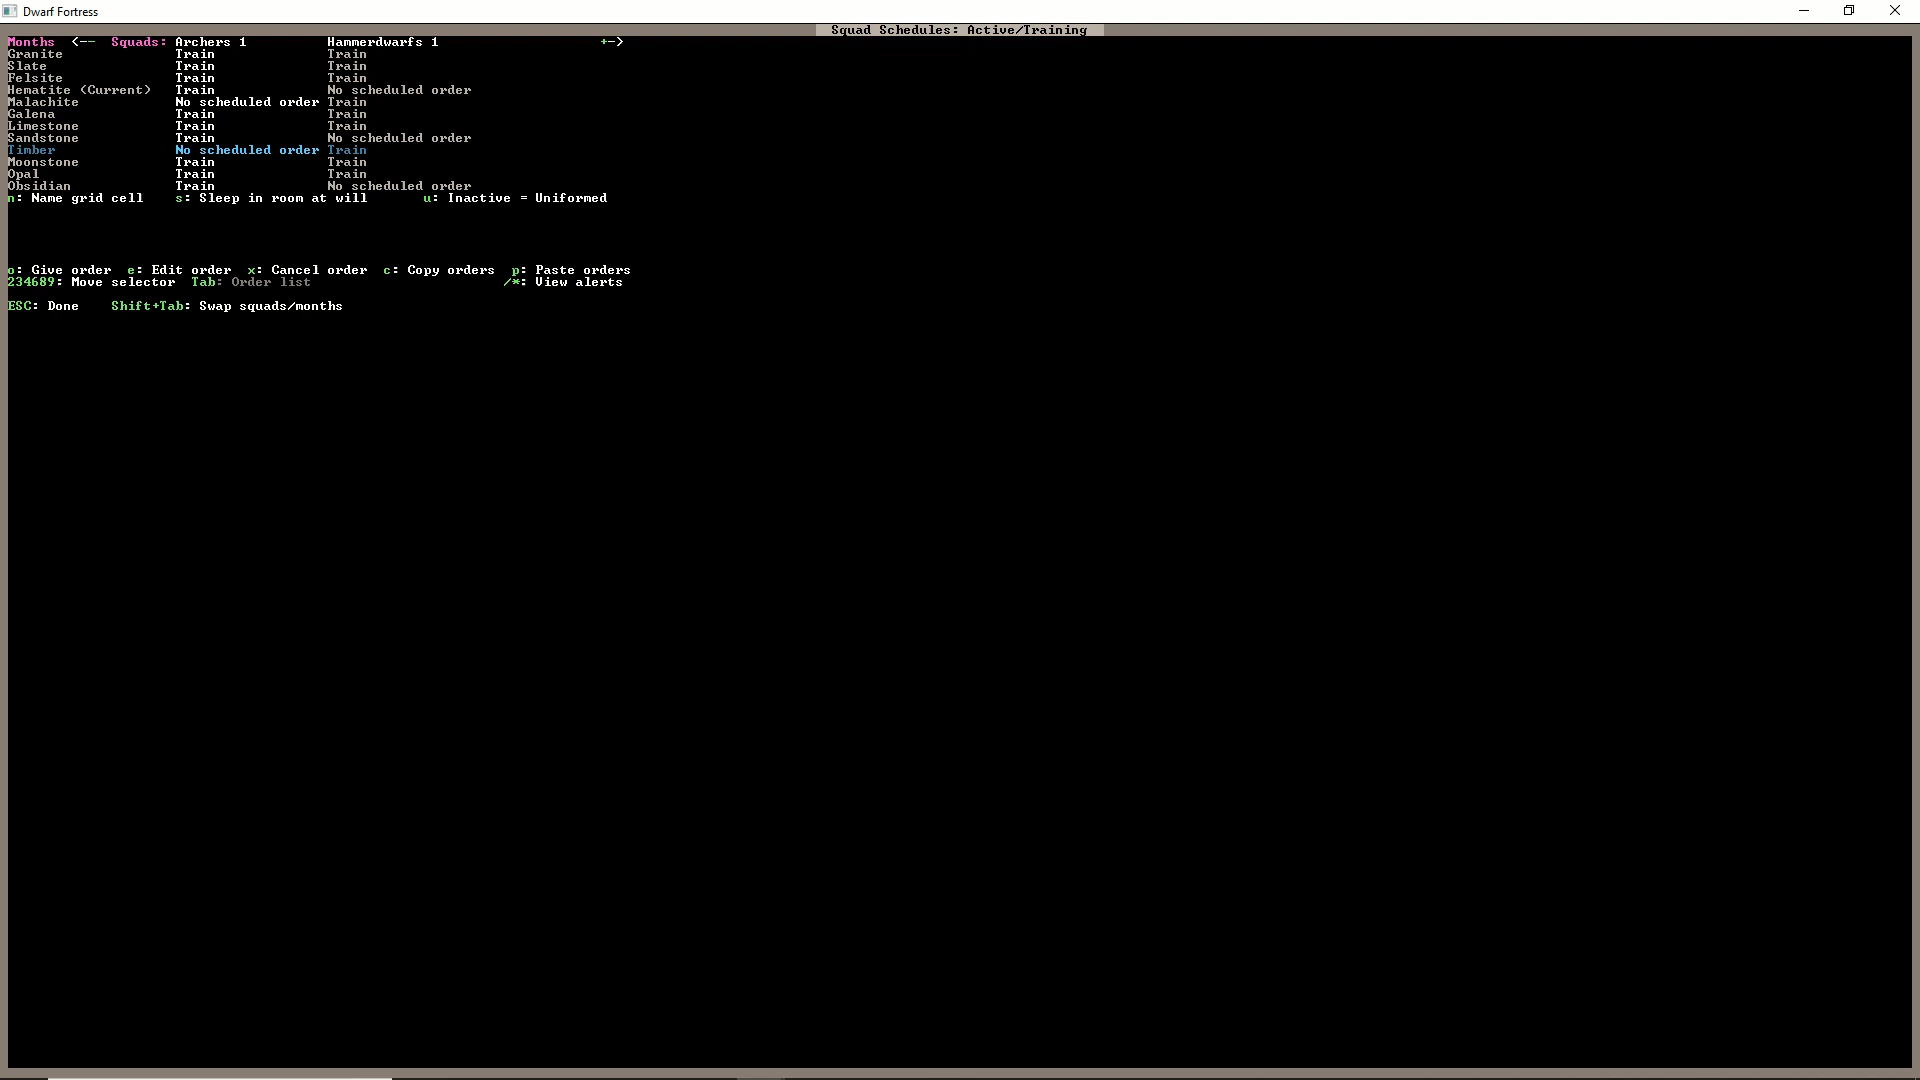 Dwarf Fortress
Squad Schedules: Active/Training
Months <-- Squads: Archers 1 Hammerdwarfs 1 +->
Granite Train Train
Slate Train Train
Felsite Train Train
Hematite (Current) Train No scheduled order
Malachite No scheduled order Train
Galena Train Train
Limestone Train Train
Sandstone Train No scheduled order
Timber No scheduled order Train
Moonstone Train Train
Opal Train Train
Obsidian Train No scheduled order
n: Name grid cell s: Sleep in room at will u: Inactive = Uniformed
o: Give order e: Edit order x: Cancel order c: Copy orders p: Paste orders
234689: Move selector Tab: Order list /*: View alerts
ESC: Done Shift+Tab: Swap squads/months